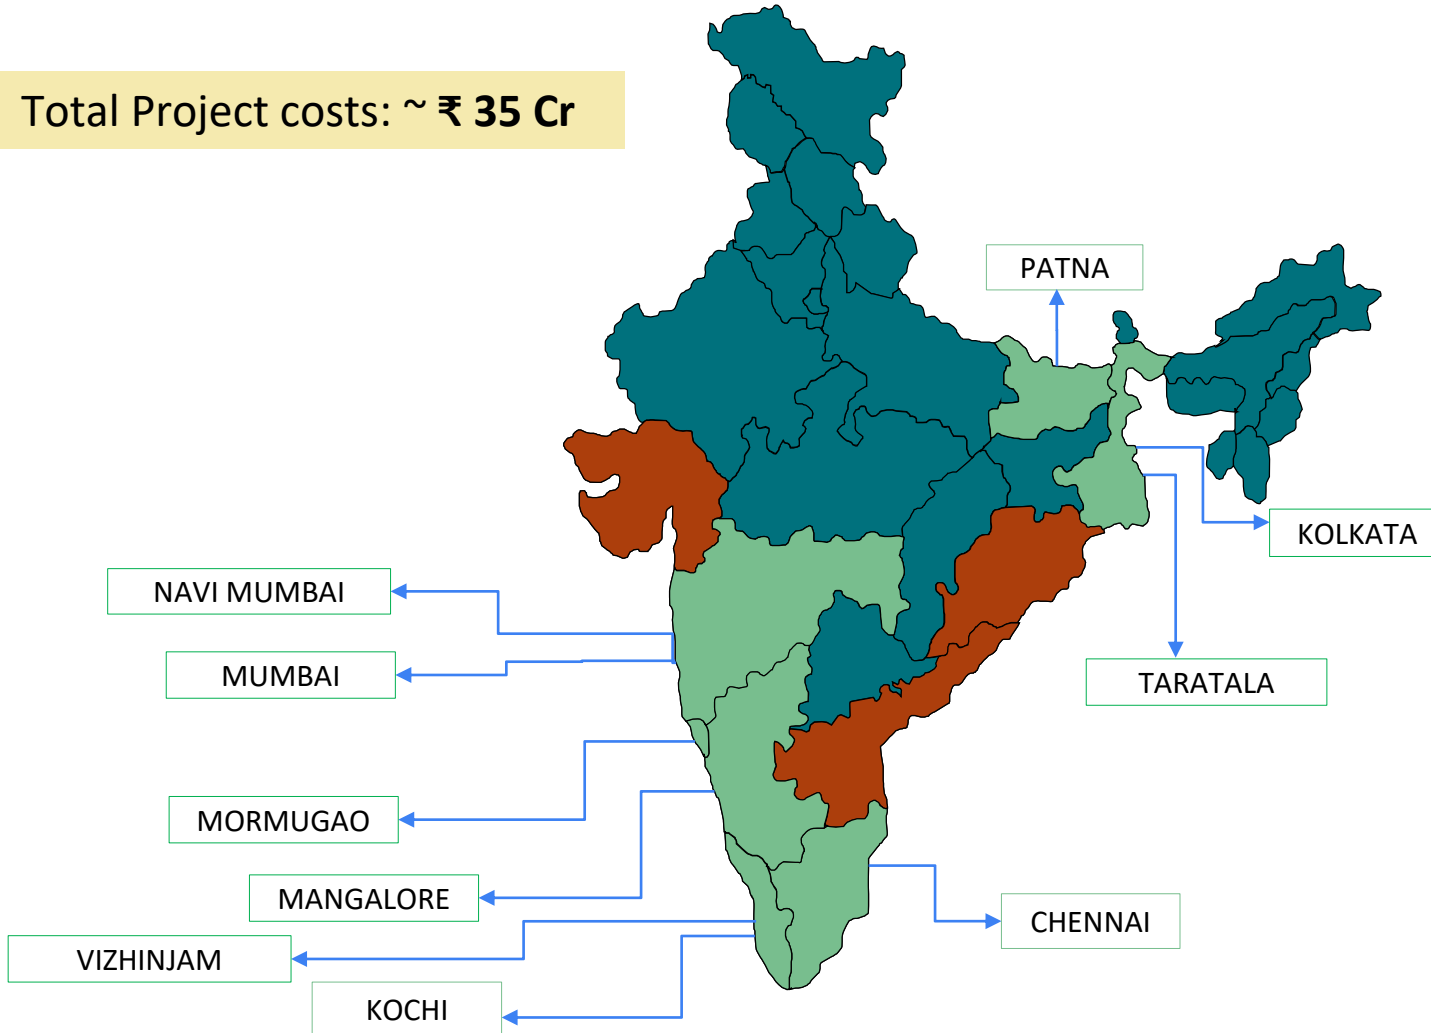 Total Project costs: ~ ₹ 35 Cr
PATNA
KOLKATA
NAVI MUMBAI
MUMBAI
TARATALA
MORMUGAO
MANGALORE
CHENNAI
VIZHINJAM
KOCHI